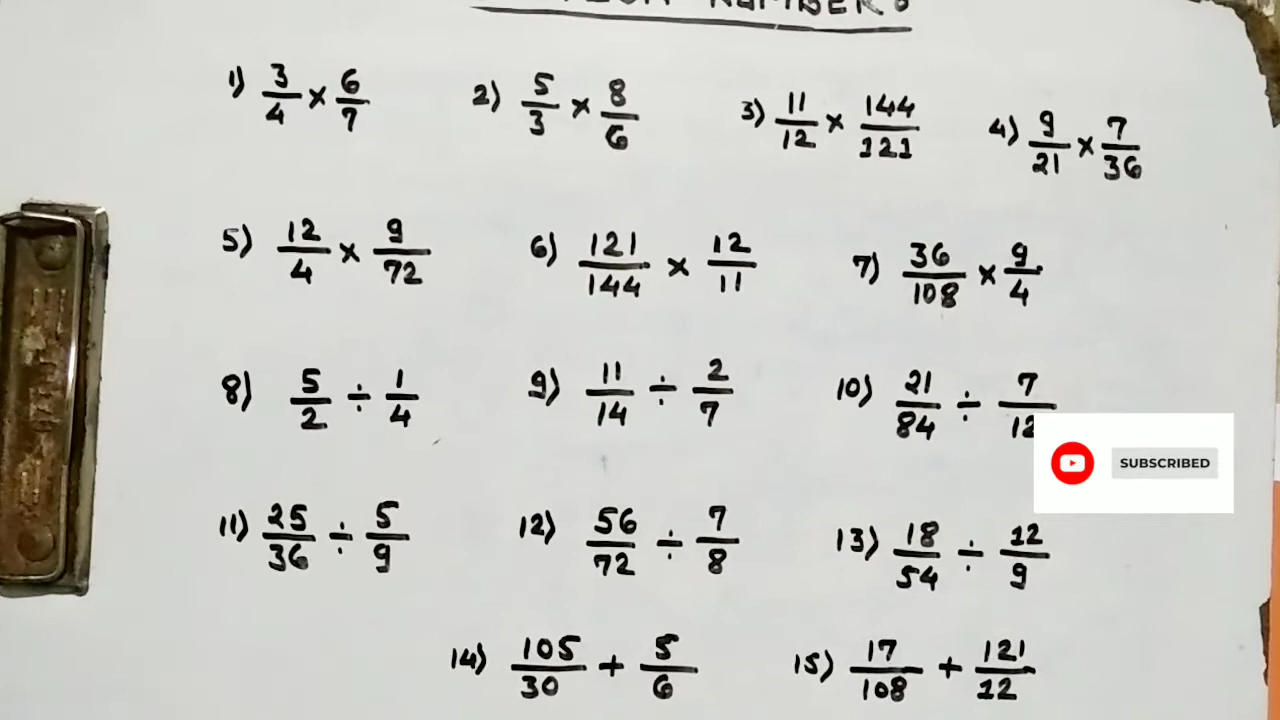 NUMBER
1) 3/4 × 6/7
2) 5/3 × 8/6
3) 11/12 × 144/121
4) 9/21 × 7/36
5) 12/4 × 9/72
6) 121/144 × 12/11
7) 36/108 × 9/4
8) 5/2 ÷ 1/4
9) 11/14 ÷ 2/7
10) 21/84 ÷ 7/12
SUBSCRIBED
11) 25/36 ÷ 5/9
12) 56/72 ÷ 7/8
13) 18/54 ÷ 12/9
14) 105/30 + 5/6
15) 17/108 + 121/12